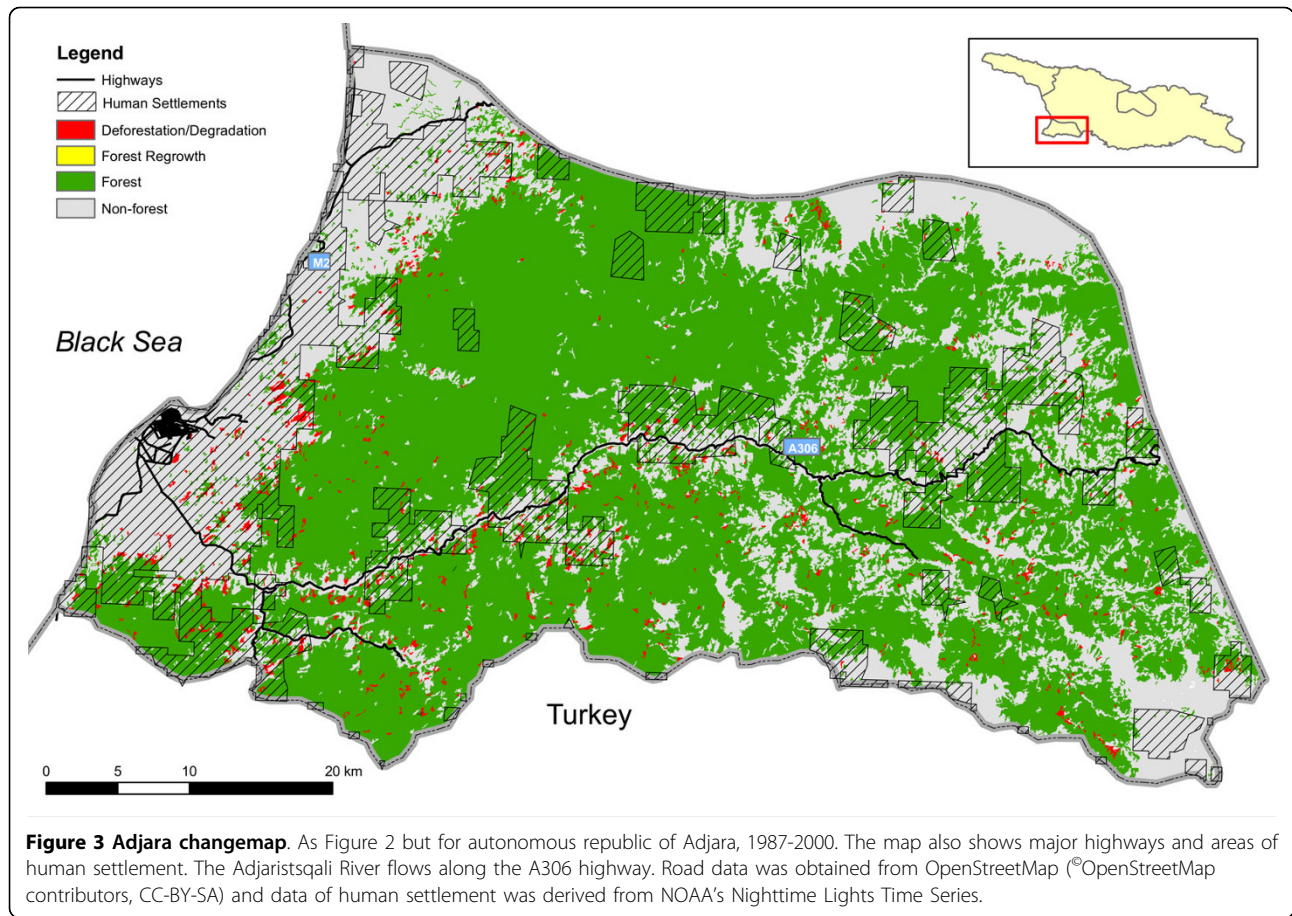 Legend
Highways
Human Settlements
Deforestation/Degradation
Forest Regrowth
Forest
Non-forest
M2
Black Sea
A306
Turkey
0 5 10 20 km
Figure 3 Adjara changemap. As Figure 2 but for autonomous republic of Adjara, 1987-2000. The map also shows major highways and areas of
human settlement. The Adjaristsqali River flows along the A306 highway. Road data was obtained from OpenStreetMap (©OpenStreetMap
contributors, CC-BY-SA) and data of human settlement was derived from NOAA's Nighttime Lights Time Series.